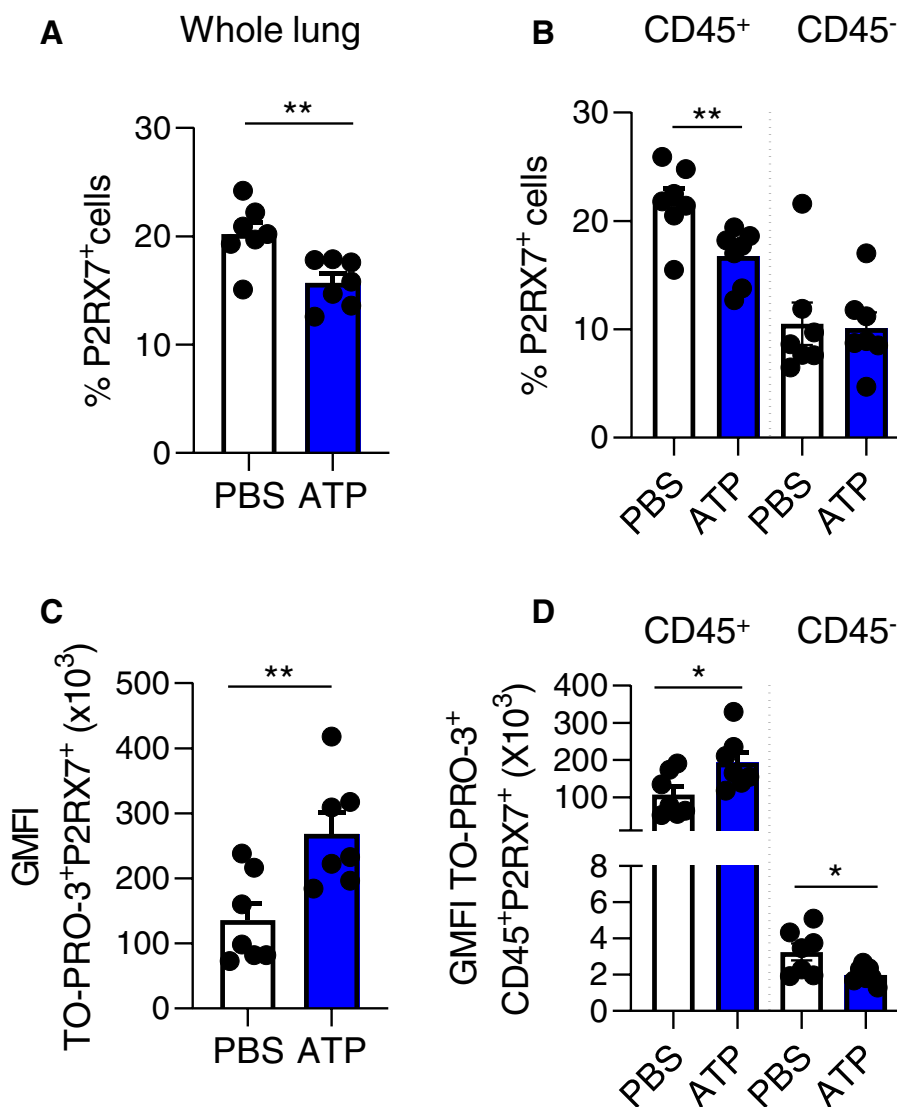 A Whole lung
**
% P2RX7⁺cells
30
20
10
0
PBS ATP
B CD45⁺ CD45⁻
**
% P2RX7⁺ cells
30
20
10
0
PBS ATP PBS ATP
C
**
GMFI
TO-PRO-3⁺P2RX7⁺ (x10³)
500
400
300
200
100
0
PBS ATP
D CD45⁺ CD45⁻
*
*
GMFI TO-PRO-3⁺
CD45⁺P2RX7⁺ (X10³)
400
300
200
100
8
6
4
2
0
PBS ATP PBS ATP